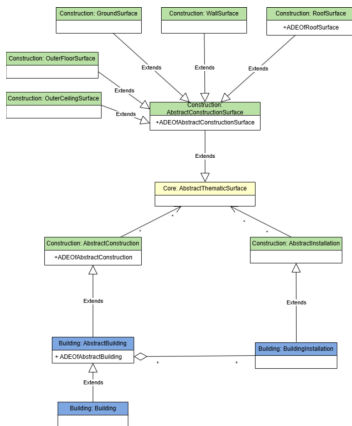 Construction: GroundSurface
Construction: WallSurface
Construction: RoofSurface
+ADEOfRoofSurface
Extends
Extends
Extends
Construction: OuterFloorSurface
Extends
Construction: OuterCeilingSurface
Extends
Construction:
AbstractConstructionSurface
+ADEOfAbstractConstructionSurface
Extends
Core: AbstractThematicSurface
*
*
Construction: AbstractConstruction
+ADEOfAbstractConstruction
Construction: AbstractInstallation
Extends
Extends
Building: AbstractBuilding
+ ADEOfAbstractBuilding
Building: BuildingInstallation
*
*
Extends
Building: Building